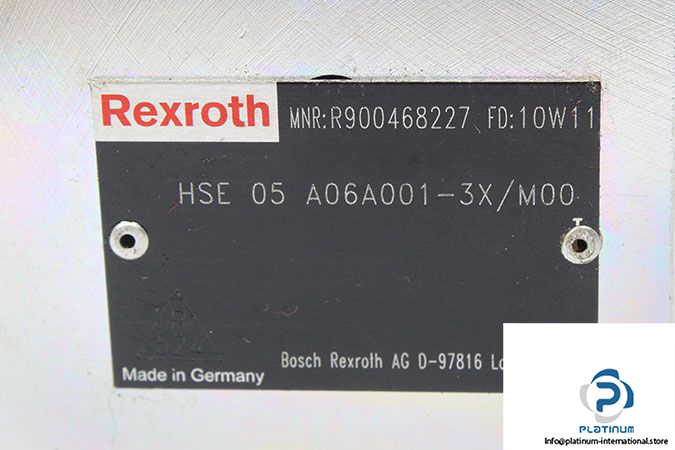 Rexroth MNR:R900468227 FD:10W11
HSE 05 A06A001-3X/M00
Bosch Rexroth AG D-97816
Made in Germany
PLATINUM
Info@platinum-international.store